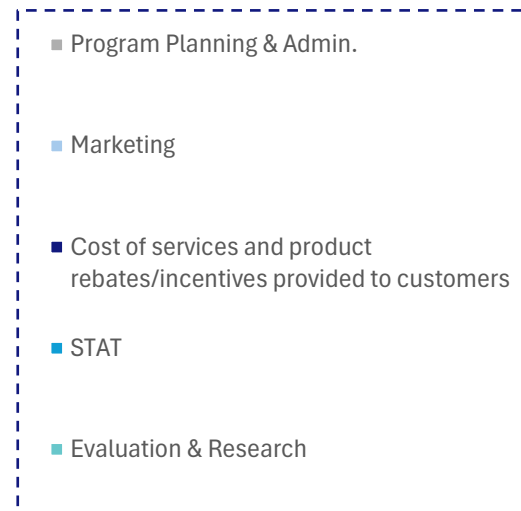 Program Planning & Admin.
Marketing
Cost of services and product
rebates/incentives provided to customers
STAT
Evaluation & Research